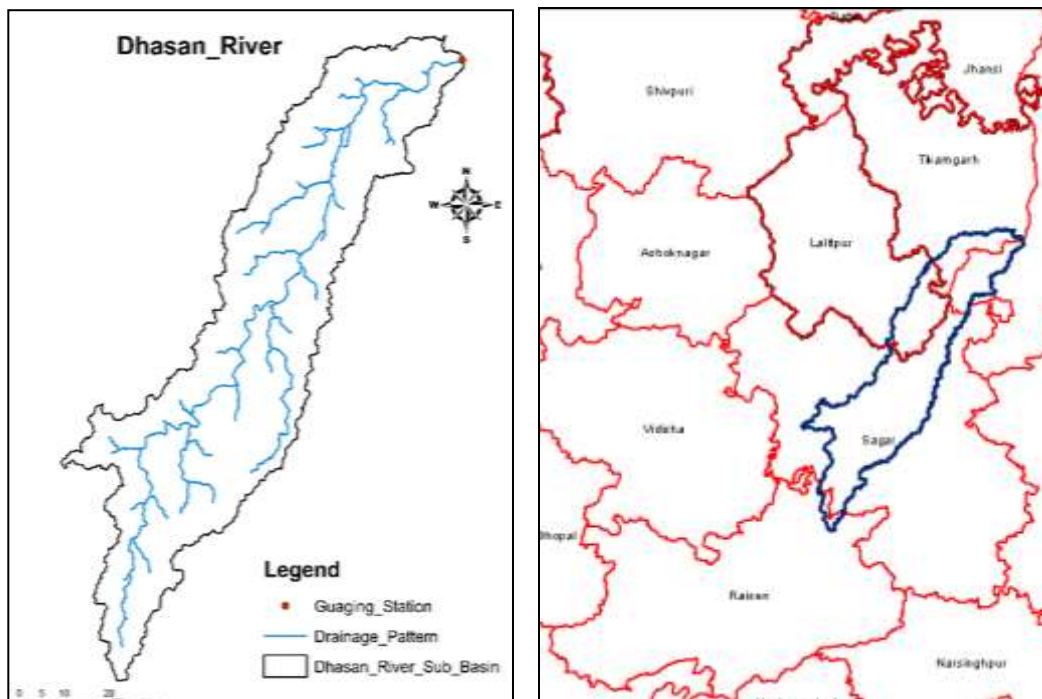 Dhasan_River
N
W E
S
Legend
Guaging_Station
Drainage_Pattern
Dhasan_River_Sub_Basin
0 5 10 20
Jhansi
Shivpuri
Tikamgarh
Lalitpur
Ashoknagar
Vidisha
Sagar
Bhopal
Raisen
Narsinghpur